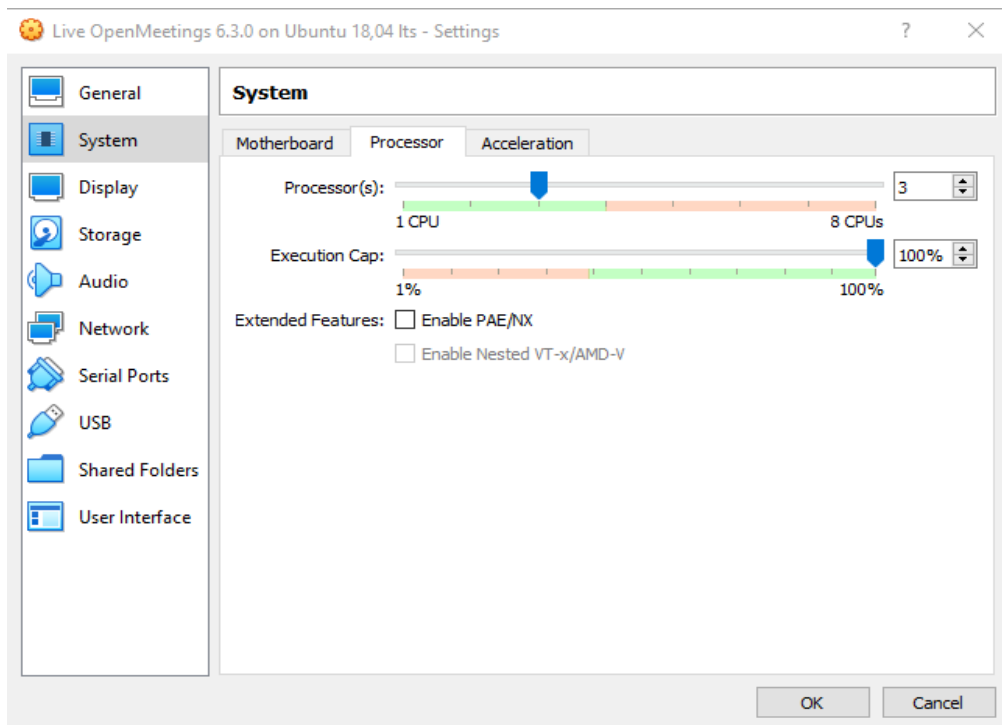 Live OpenMeetings 6.3.0 on Ubuntu 18,04 lts - Settings
?
General
System
Display
Storage
Audio
Network
Serial Ports
USB
Shared Folders
User Interface
System
Motherboard Processor Acceleration
Processor(s): 3
1 CPU 8 CPUs
Execution Cap: 100%
1% 100%
Extended Features: Enable PAE/NX
Enable Nested VT-x/AMD-V
OK Cancel